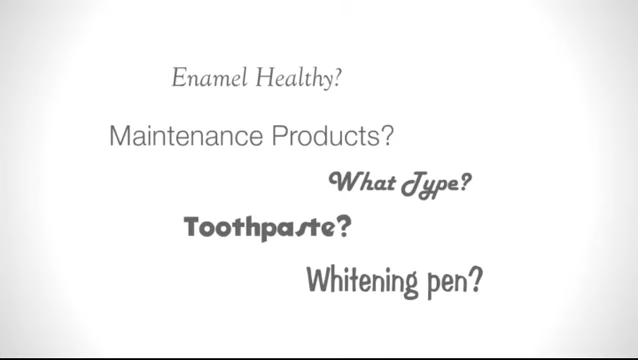 Enamel Healthy?
Maintenance Products?
What Type?
Toothpaste?
Whitening pen?